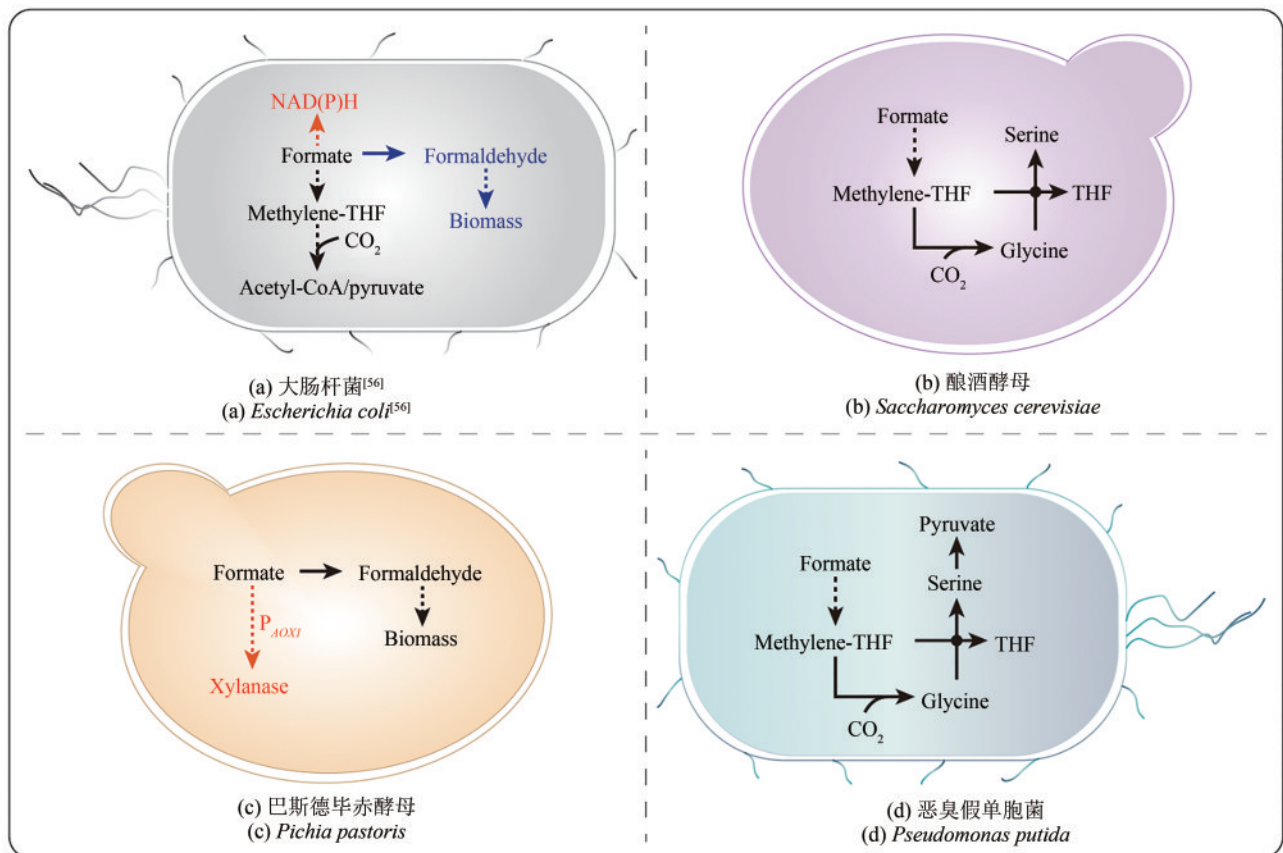 NAD(P)H
Formate
Formaldehyde
Methylene-THF
Biomass
CO₂
Acetyl-CoA/pyruvate
(a) 大肠杆菌[56]
(a) Escherichia coli[56]
Formate
Serine
Methylene-THF
THF
Glycine
CO₂
(b) 酿酒酵母
(b) Saccharomyces cerevisiae
Formate
Formaldehyde
P_AOX1
Biomass
Xylanase
(c) 巴斯德毕赤酵母
(c) Pichia pastoris
Pyruvate
Formate
Serine
Methylene-THF
THF
Glycine
CO₂
(d) 恶臭假单胞菌
(d) Pseudomonas putida